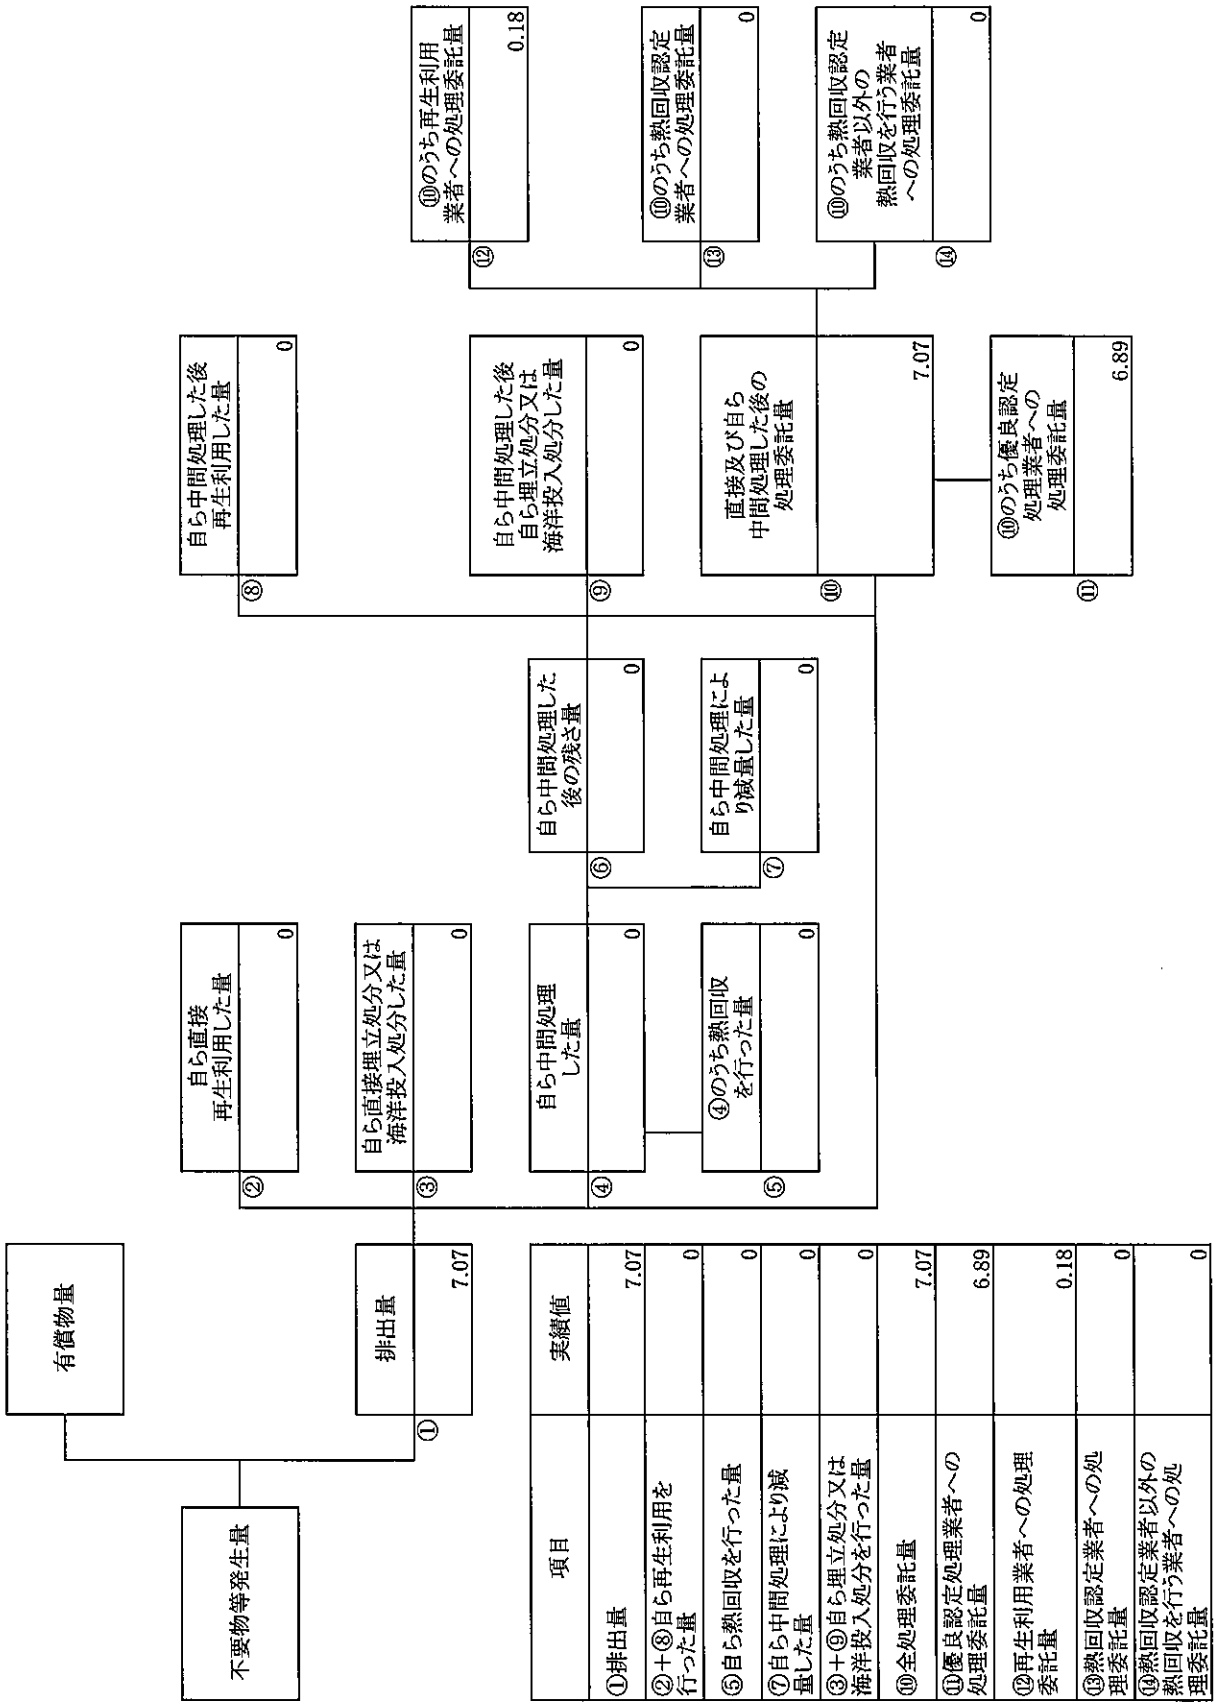 不要物等発生量
有償物量
①
排出量
7.07
②
自ら直接
再生利用した量
0
③
自ら直接埋立処分又は
海洋投入処分した量
0
④
自ら中間処理
した量
0
⑤
④のうち熱回収
を行った量
0
⑥
自ら中間処理した
後の残さ量
0
⑦
自ら中間処理によ
り減量した量
0
⑧
自ら中間処理した後
再生利用した量
0
⑨
自ら中間処理した後
自ら埋立処分又は
海洋投入処分した量
0
⑩
直接及び自ら
中間処理した後の
処理委託量
7.07
⑪
⑩のうち優良認定
処理業者への
処理委託量
6.89
⑫
⑩のうち再生利用
業者への処理委託量
0.18
⑬
⑩のうち熱回収認定
業者への処理委託量
0
⑭
⑩のうち熱回収認定
業者以外の
熱回収を行う業者
への処理委託量
0
項目
実績値
①排出量
7.07
②+⑧自ら再生利用を
行った量
0
⑤自ら熱回収を行った量
0
⑦自ら中間処理により減
量した量
0
③+⑨自ら埋立処分又は
海洋投入処分を行った量
0
⑩全処理委託量
7.07
⑪優良認定処理業者への
処理委託量
6.89
⑫再生利用業者への処理
委託量
0.18
⑬熱回収認定業者への処
理委託量
0
⑭熱回収認定業者以外の
熱回収を行う業者への処
理委託量
0